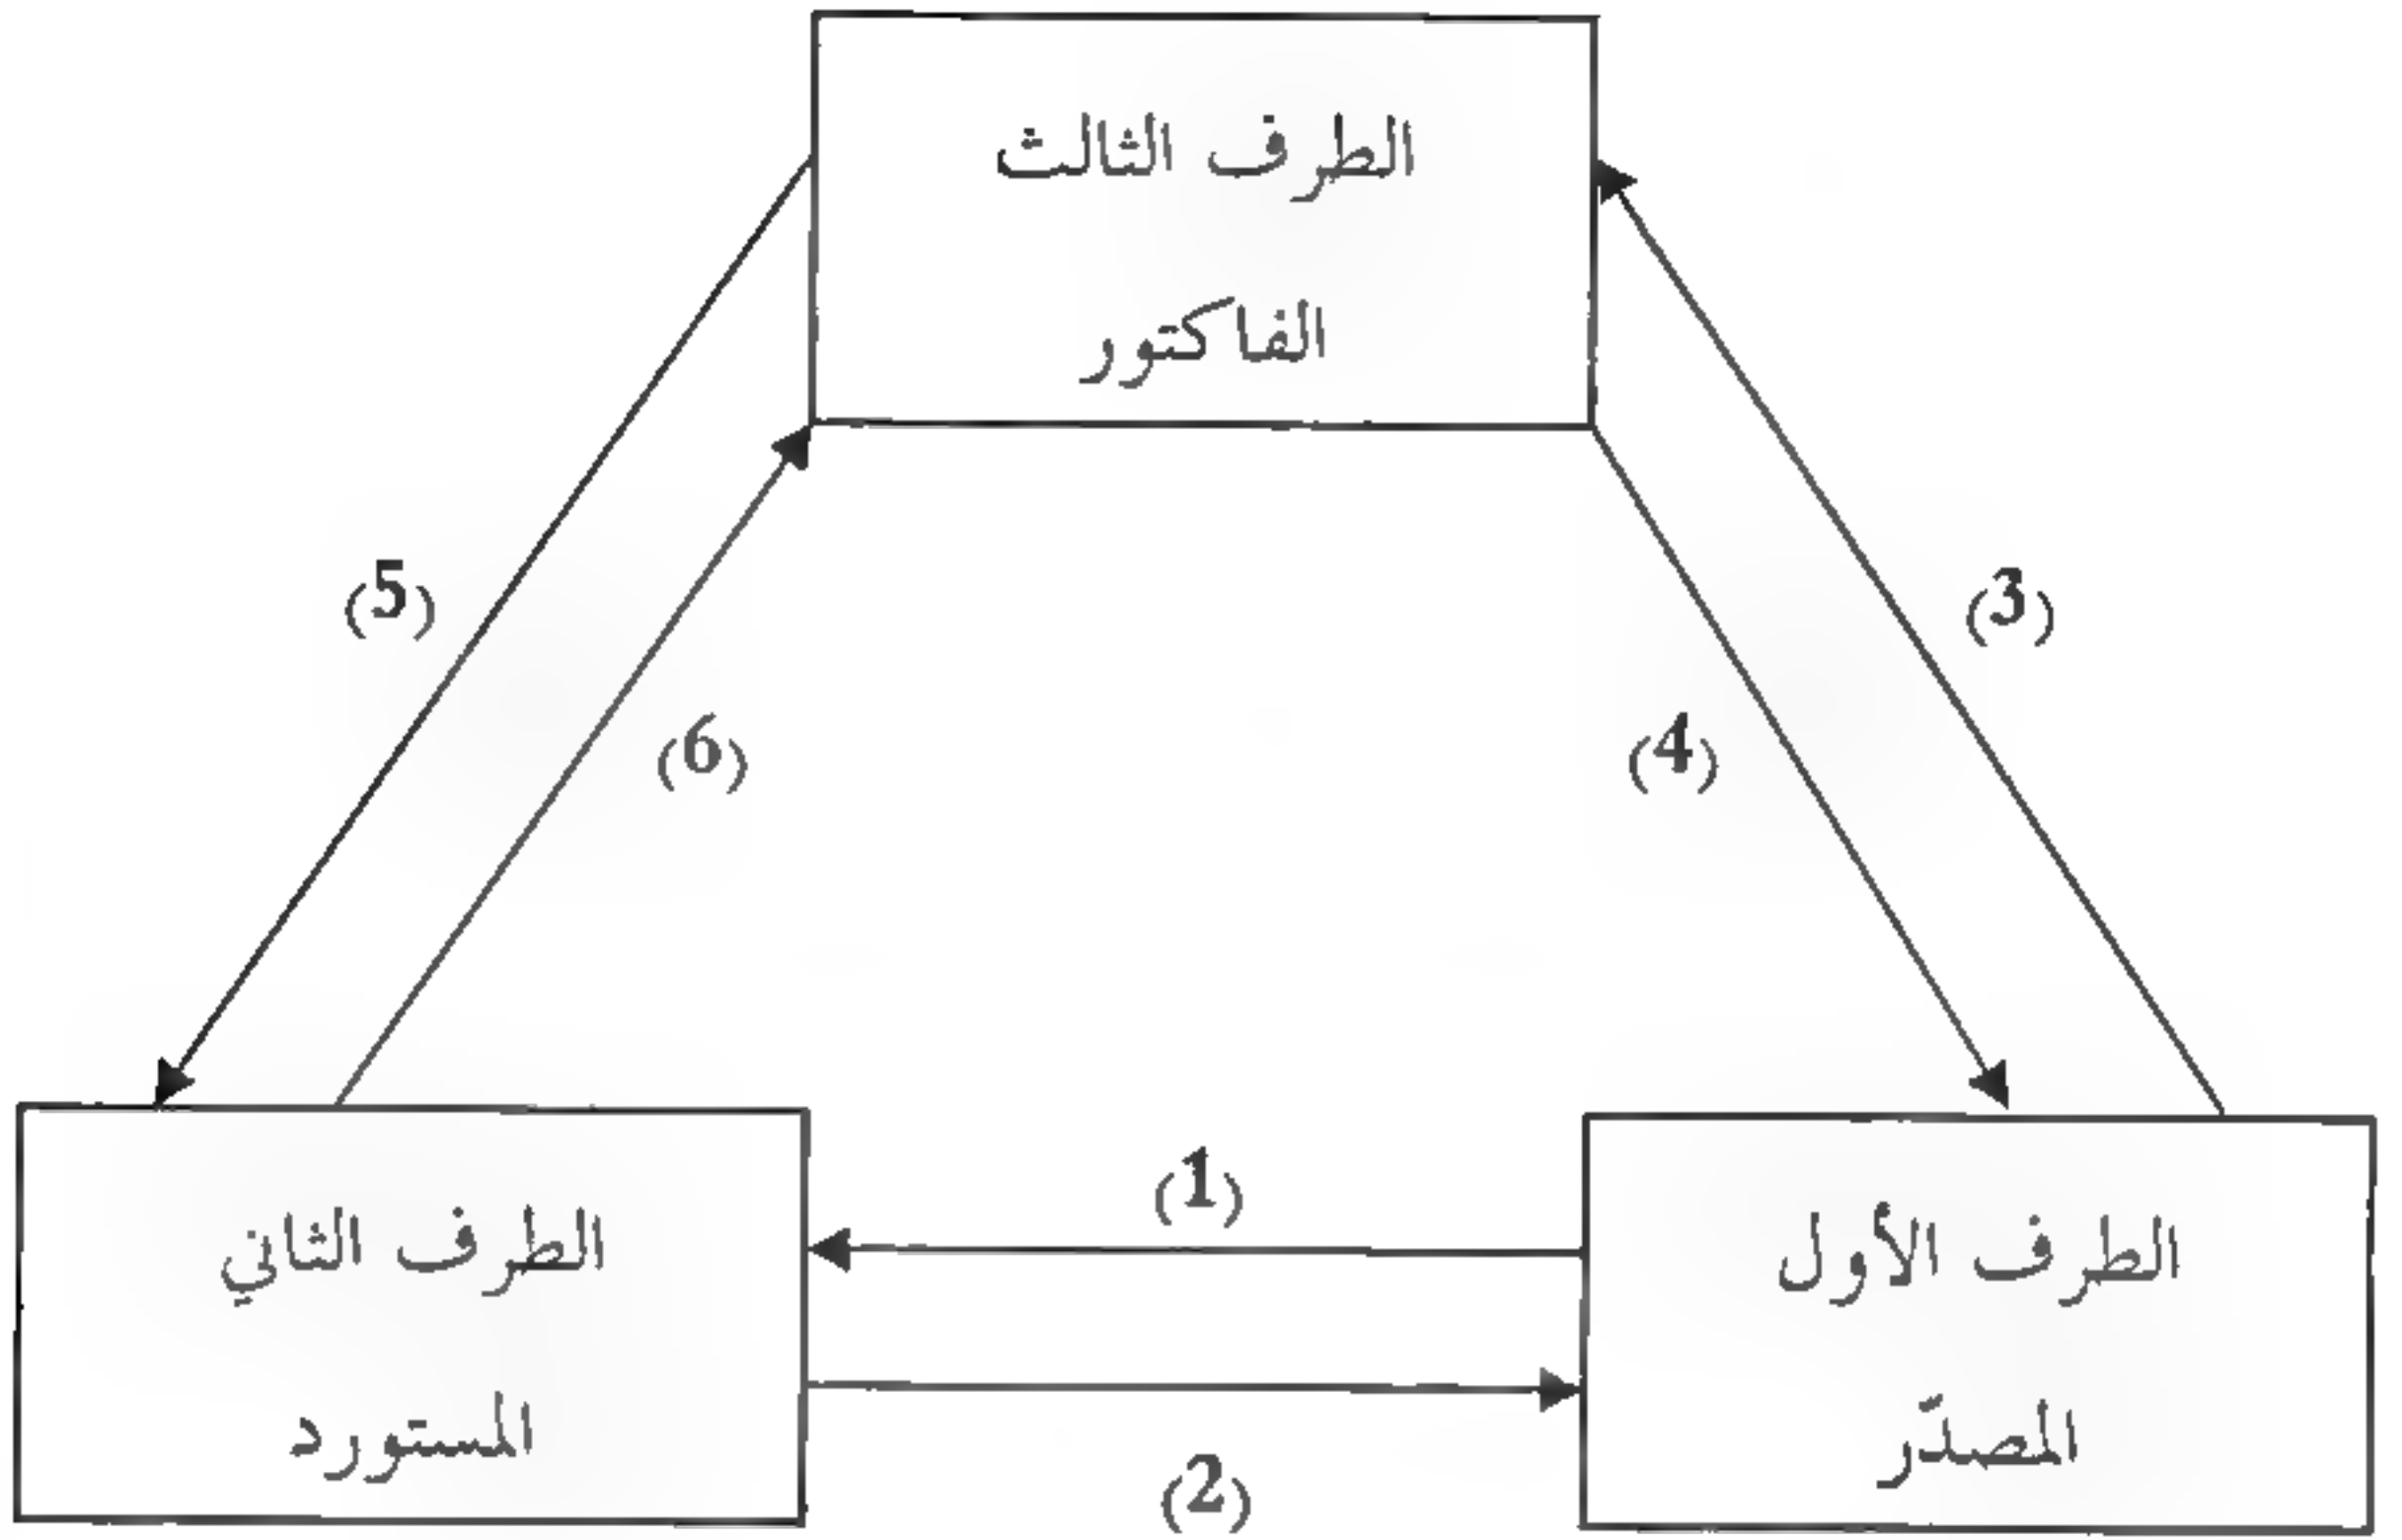 الطرف الثالث
الفاكتور
(5)
(3)
(6)
(4)
(1)
الطرف الأول
المصدّر
الطرف الثاني
المستورد
(2)